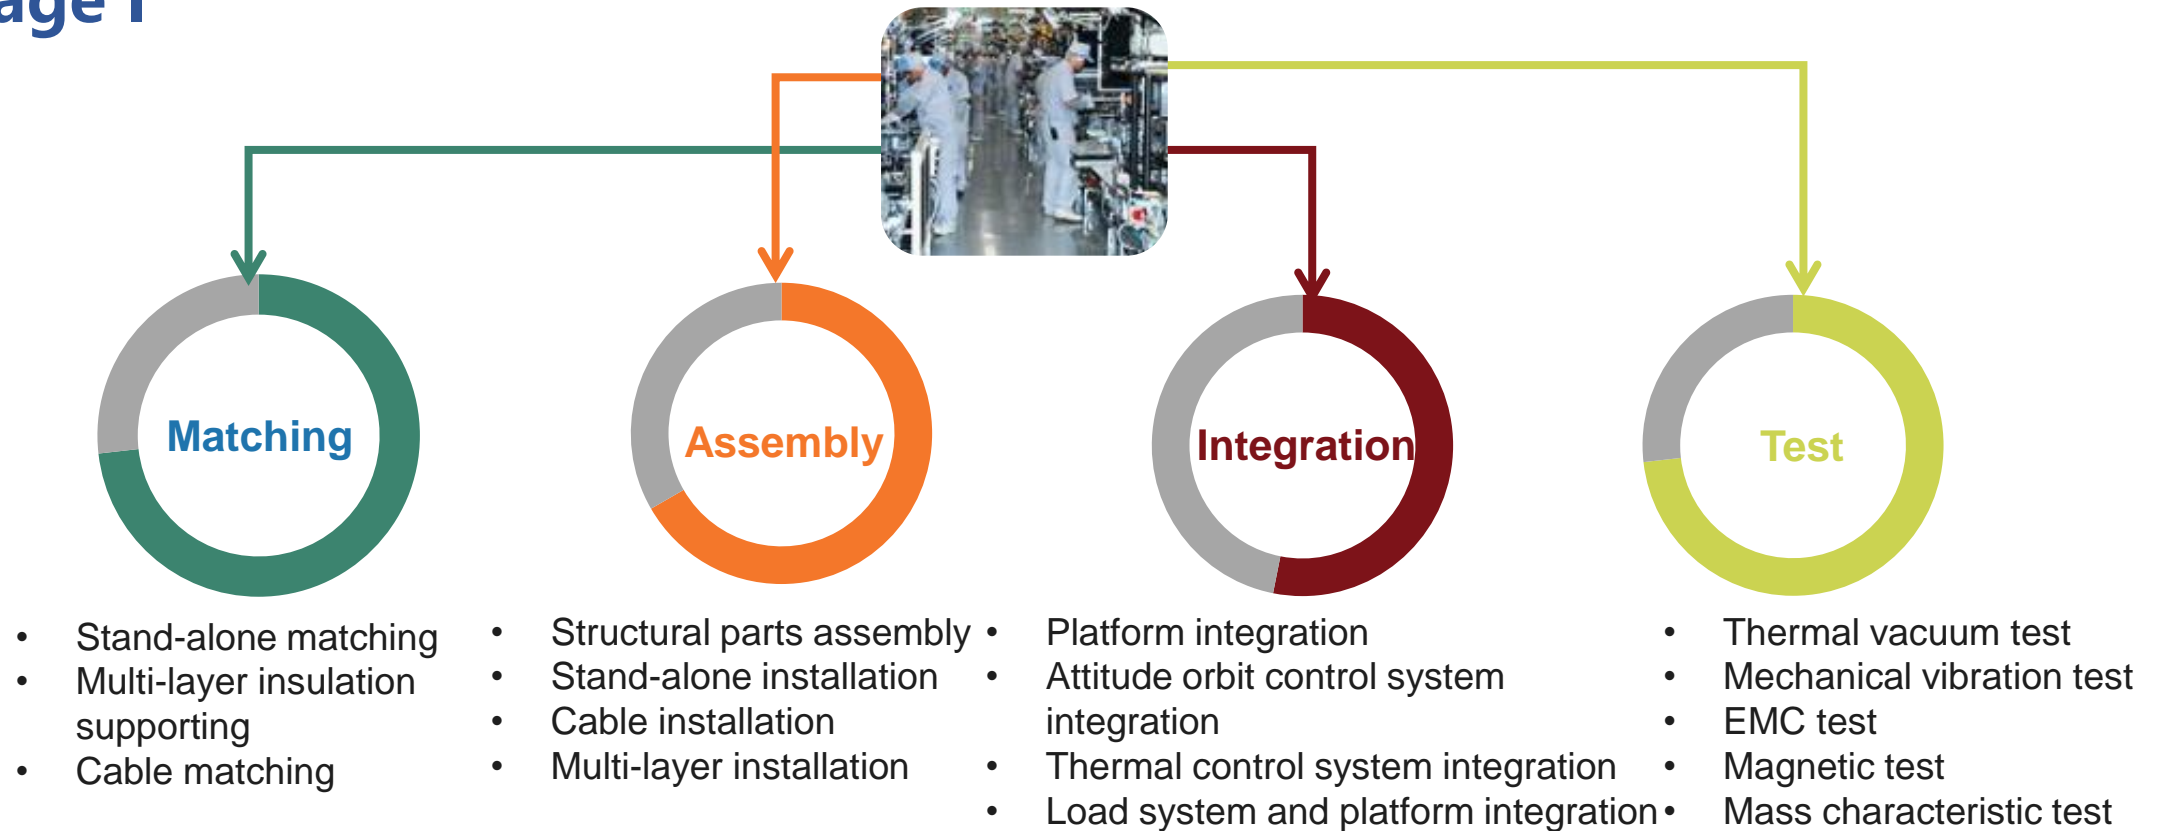 age I
Matching
Assembly
Integration
Test
• Stand-alone matching
• Multi-layer insulation
supporting
• Cable matching
• Structural parts assembly
• Stand-alone installation
• Cable installation
• Multi-layer installation
• Platform integration
• Attitude orbit control system
integration
• Thermal control system integration
• Load system and platform integration
• Thermal vacuum test
• Mechanical vibration test
• EMC test
• Magnetic test
• Mass characteristic test